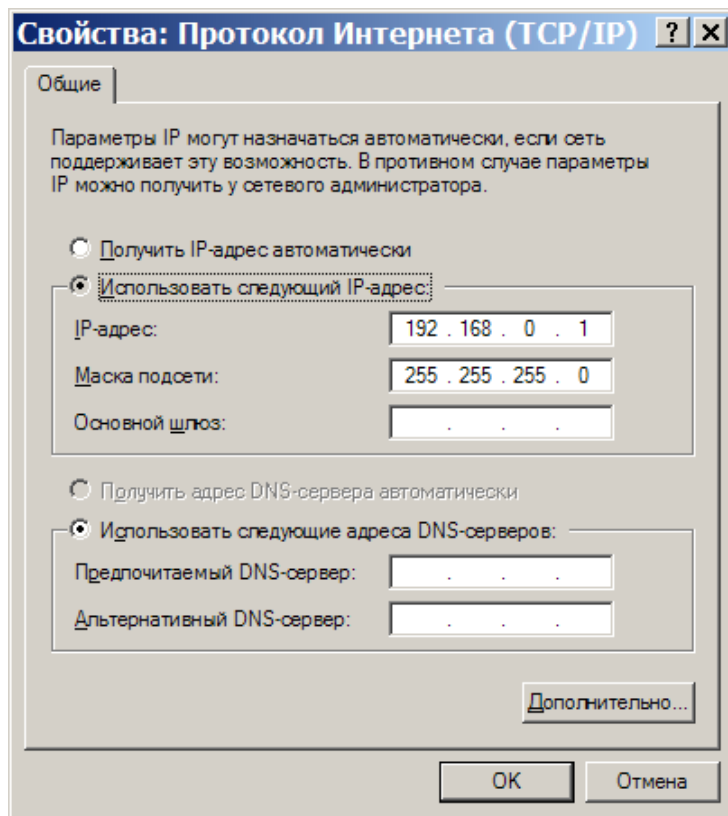 Свойства: Протокол Интернета (TCP/IP)
Общие
Параметры IP могут назначаться автоматически, если сеть
поддерживает эту возможность. В противном случае параметры
IP можно получить у сетевого администратора.
Получить IP-адрес автоматически
Использовать следующий IP-адрес:
IP-адрес: 192 . 168 . 0 . 1
Маска подсети: 255 . 255 . 255 . 0
Основной шлюз: . . .
Получить адрес DNS-сервера автоматически
Использовать следующие адреса DNS-серверов:
Предпочитаемый DNS-сервер: . . .
Альтернативный DNS-сервер: . . .
Дополнительно...
OK Отмена